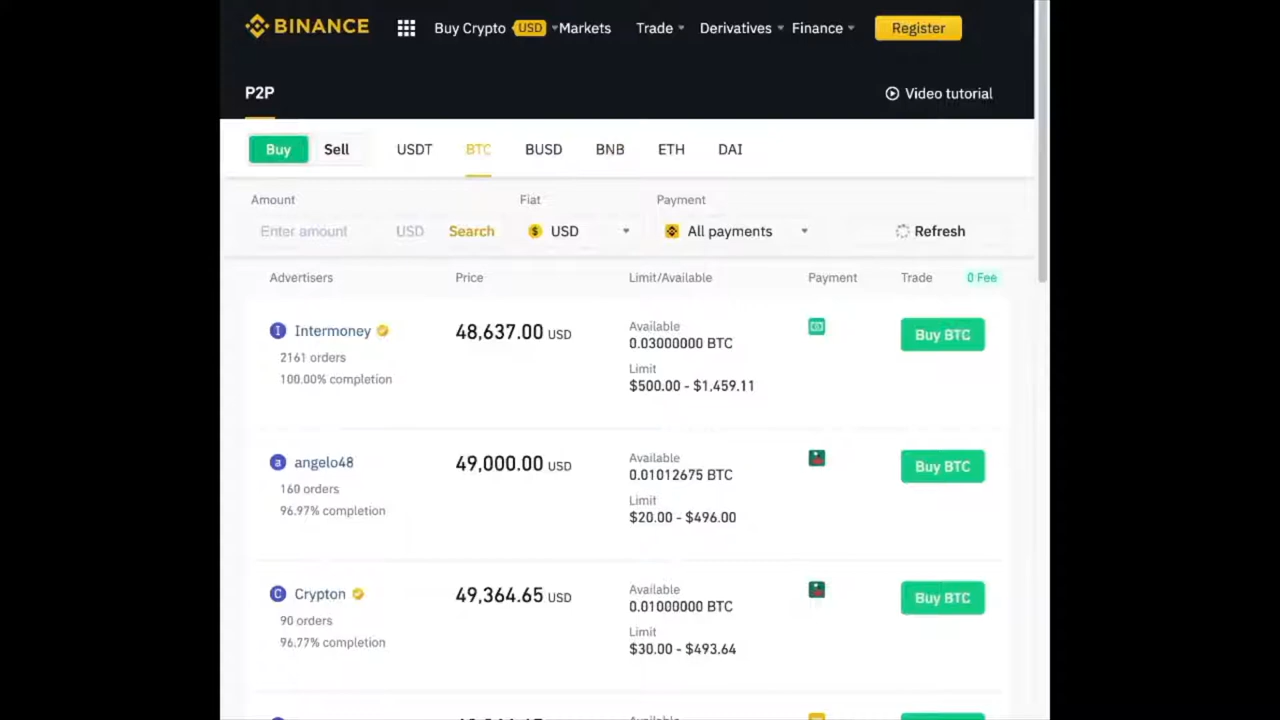 BINANCE Buy Crypto USD Markets Trade Derivatives Finance Register
P2P Video tutorial
Buy Sell USDT BTC BUSD BNB ETH DAI
Amount Fiat Payment
Enter amount USD Search $ USD All payments Refresh
Advertisers Price Limit/Available Payment Trade 0 Fee
I Intermoney 48,637.00 USD Available Buy BTC
0.03000000 BTC
2161 orders
Limit
100.00% completion
$500.00 - $1,459.11
a angelo48 49,000.00 USD Available Buy BTC
0.01012675 BTC
160 orders
Limit
96.97% completion
$20.00 - $496.00
C Crypton 49,364.65 USD Available Buy BTC
0.01000000 BTC
90 orders
Limit
96.77% completion
$30.00 - $493.64